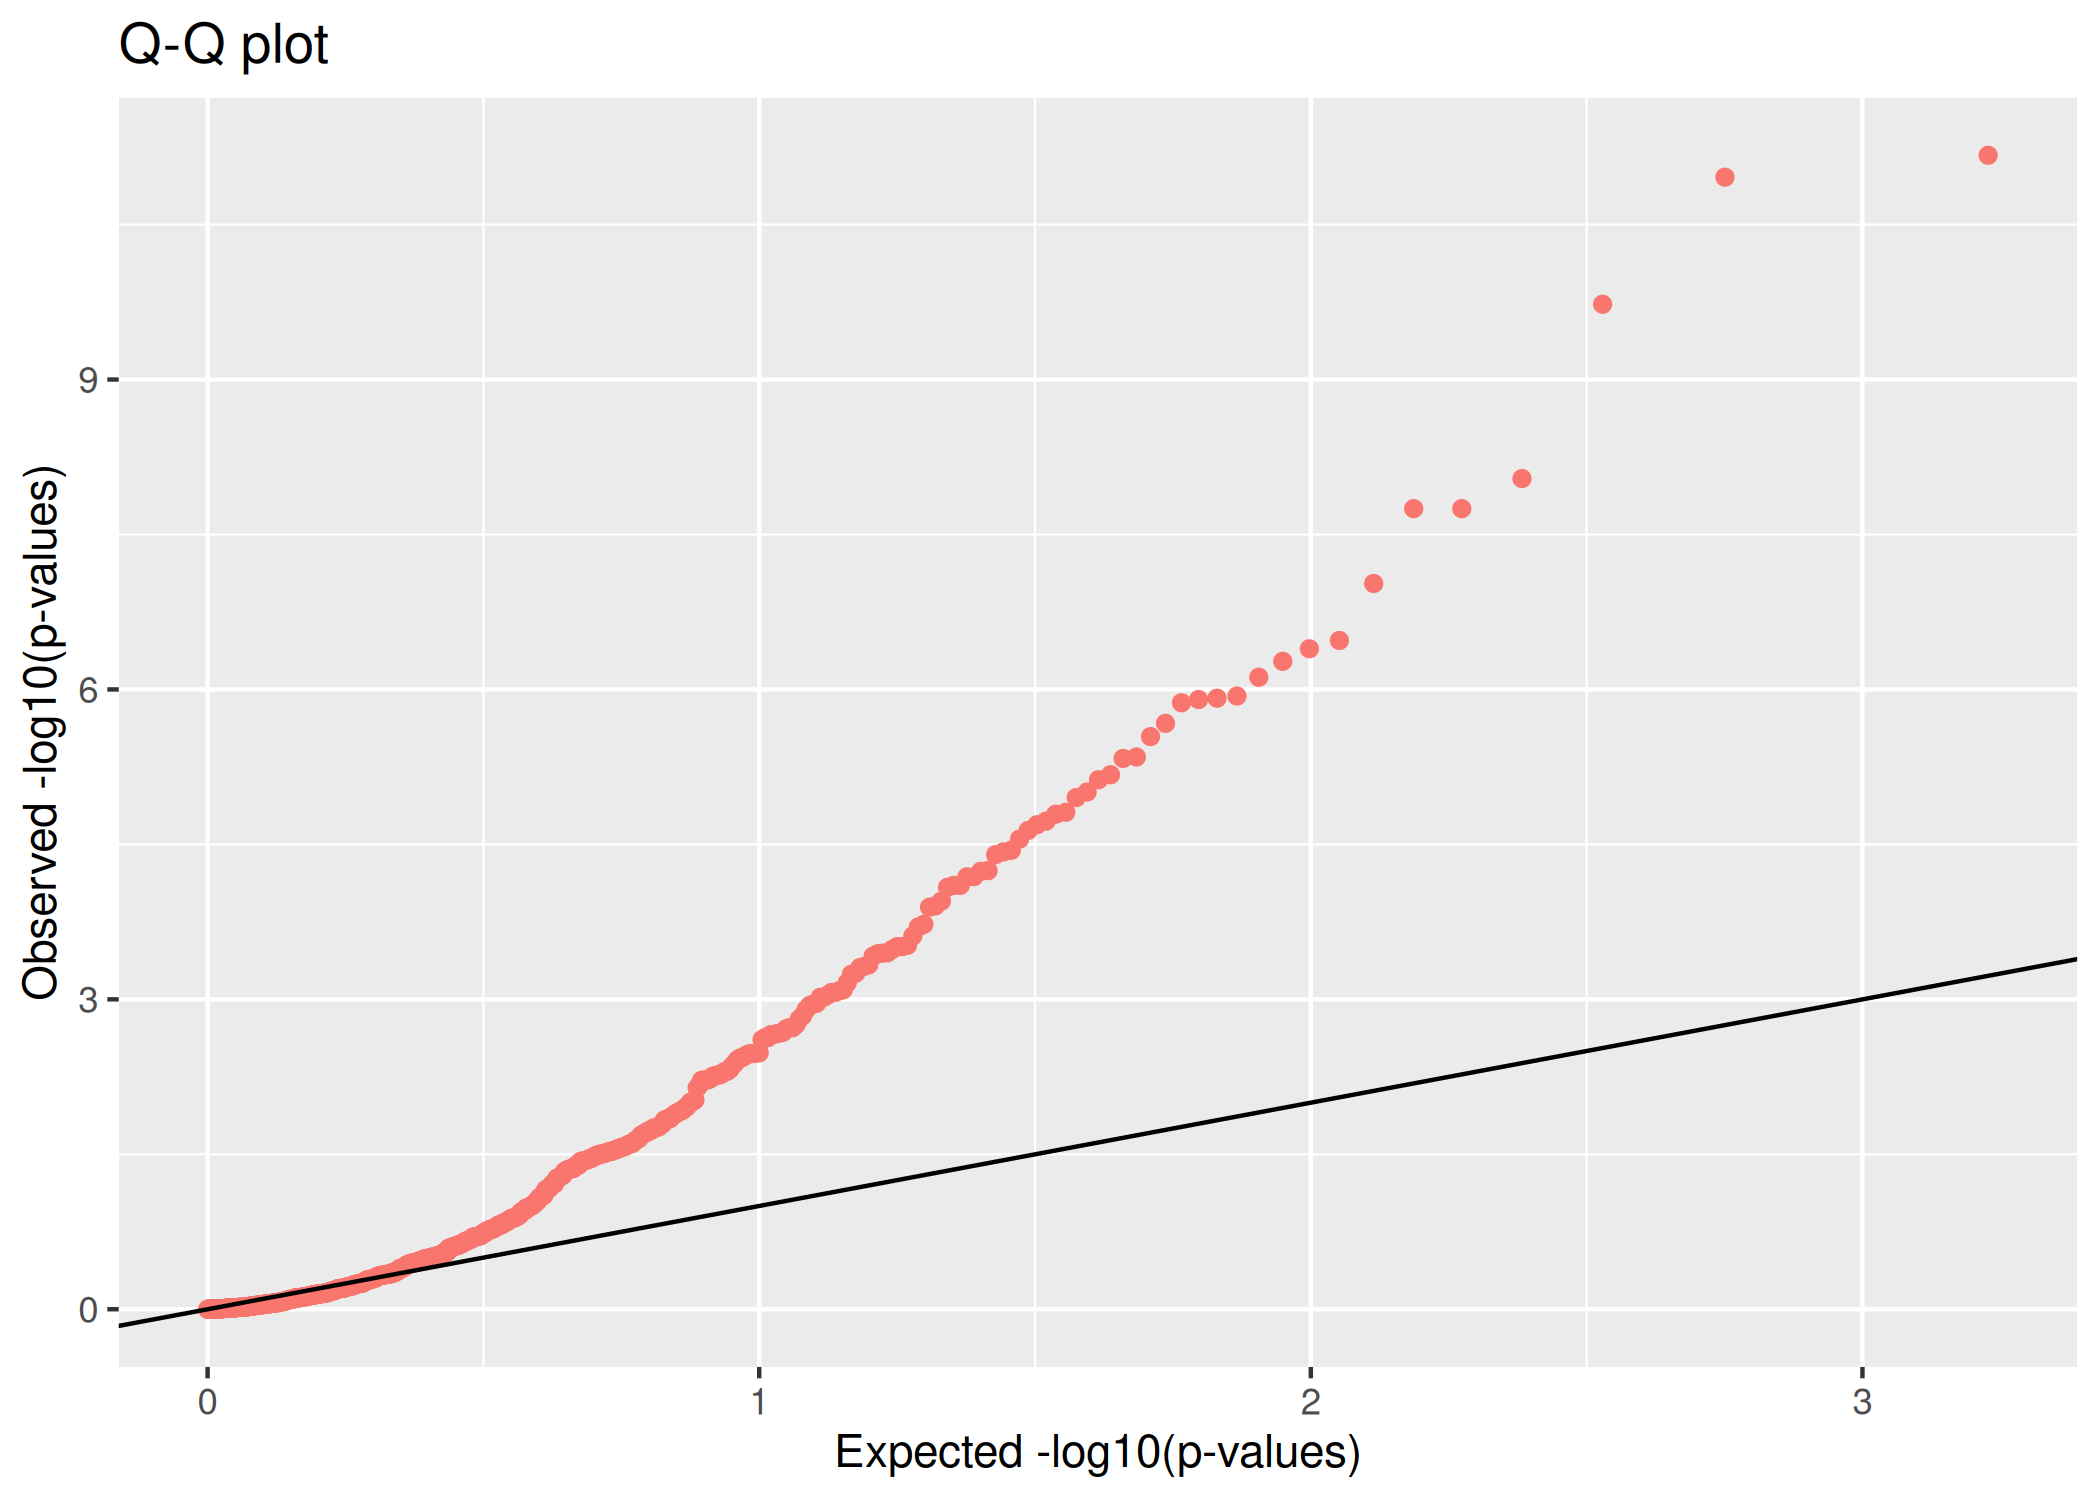 Q-Q plot
Observed -log10(p-values)
9
6
3
0
0 1 2 3
Expected -log10(p-values)